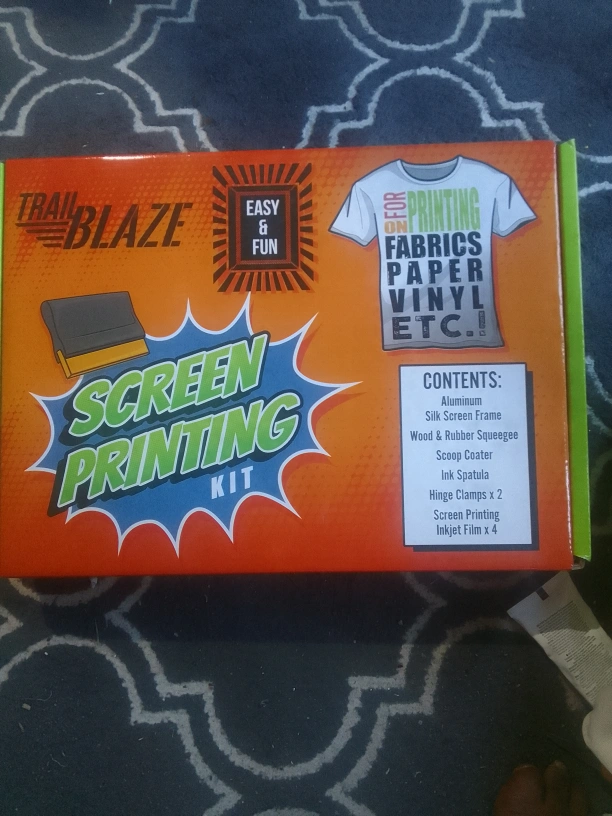 TRAIL
BLAZE
EASY
&
FUN
FOR
ON
PRINTING
FABRICS
PAPER
VINYL
ETC.!
SCREEN
PRINTING
KIT
CONTENTS:
Aluminum
Silk Screen Frame
Wood & Rubber Squeegee
Scoop Coater
Ink Spatula
Hinge Clamps x 2
Screen Printing
Inkjet Film x 4